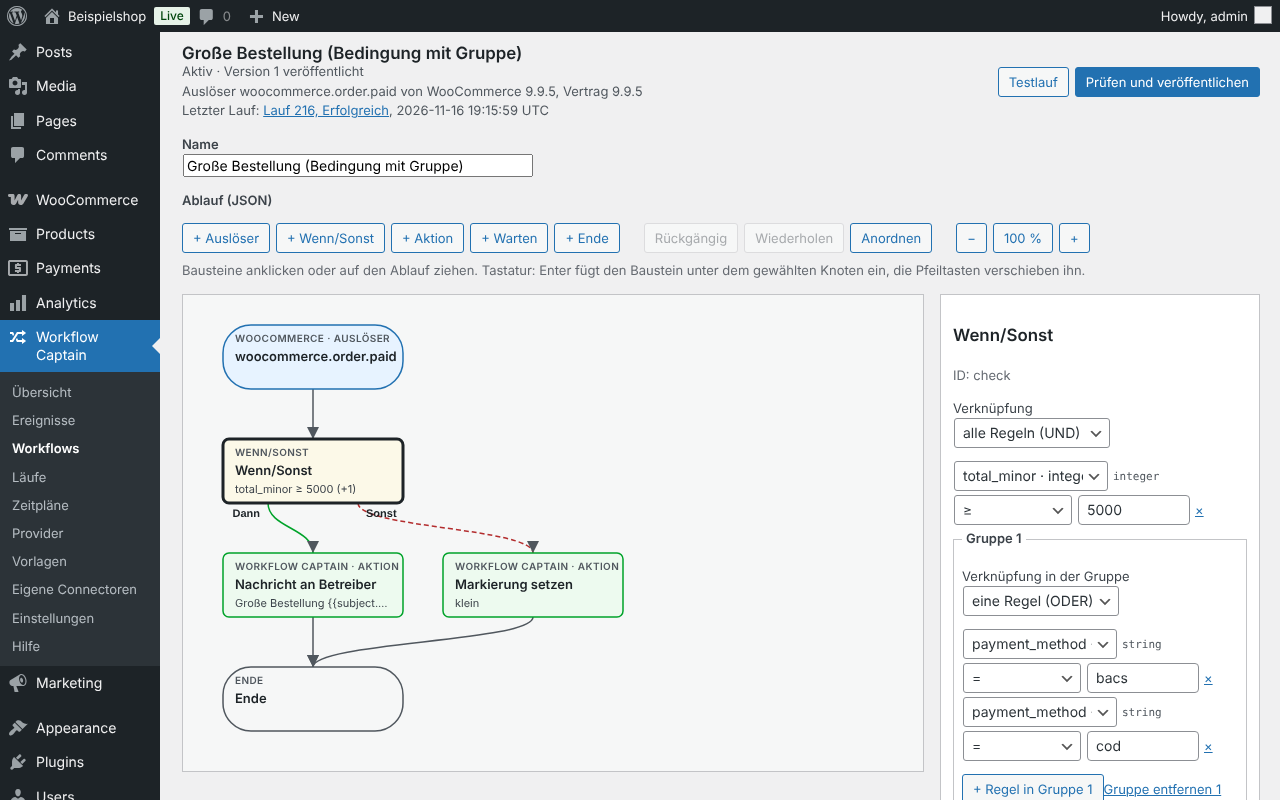 Beispielshop Live 0 New Howdy, admin
Posts
Media
Pages
Comments
WooCommerce
Products
Payments
Analytics
Workflow Captain
Übersicht
Ereignisse
Workflows
Läufe
Zeitpläne
Provider
Vorlagen
Eigene Connectoren
Einstellungen
Hilfe
Marketing
Appearance
Plugins
Users
Große Bestellung (Bedingung mit Gruppe)
Aktiv · Version 1 veröffentlicht
Auslöser woocommerce.order.paid von WooCommerce 9.9.5, Vertrag 9.9.5
Letzter Lauf: Lauf 216, Erfolgreich, 2026-11-16 19:15:59 UTC
Testlauf Prüfen und veröffentlichen
Name
Große Bestellung (Bedingung mit Gruppe)
Ablauf (JSON)
+ Auslöser + Wenn/Sonst + Aktion + Warten + Ende Rückgängig Wiederholen Anordnen − 100 % +
Bausteine anklicken oder auf den Ablauf ziehen. Tastatur: Enter fügt den Baustein unter dem gewählten Knoten ein, die Pfeiltasten verschieben ihn.
WOOCOMMERCE · AUSLÖSER
woocommerce.order.paid
WENN/SONST
Wenn/Sonst
total_minor ≥ 5000 (+1)
Dann Sonst
WORKFLOW CAPTAIN · AKTION
Nachricht an Betreiber
Große Bestellung {{subject....
WORKFLOW CAPTAIN · AKTION
Markierung setzen
klein
ENDE
Ende
Wenn/Sonst
ID: check
Verknüpfung
alle Regeln (UND)
total_minor · intege integer
≥ 5000 ×
Gruppe 1
Verknüpfung in der Gruppe
eine Regel (ODER)
payment_method string
= bacs ×
payment_method string
= cod ×
+ Regel in Gruppe 1 Gruppe entfernen 1